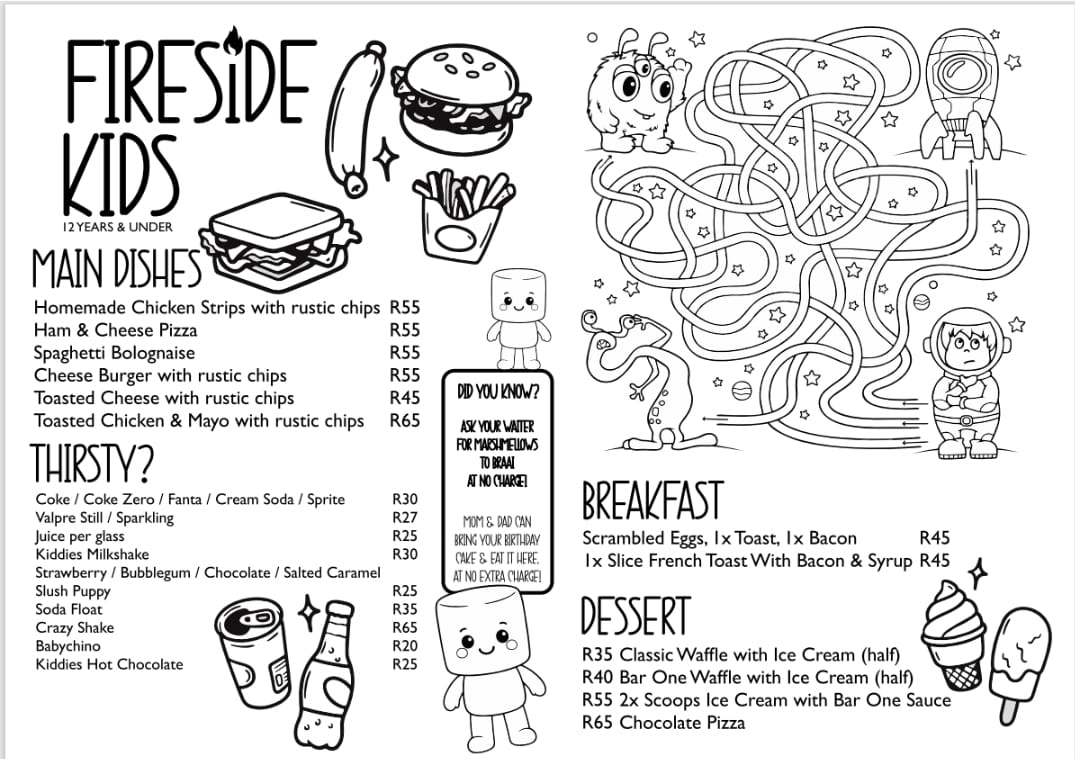 FIRESiDE
KIDS
12 YEARS & UNDER
MAIN DISHES
Homemade Chicken Strips with rustic chips R55
Ham & Cheese Pizza R55
Spaghetti Bolognaise R55
Cheese Burger with rustic chips R55
Toasted Cheese with rustic chips R45
Toasted Chicken & Mayo with rustic chips R65
THIRSTY?
Coke / Coke Zero / Fanta / Cream Soda / Sprite R30
Valpre Still / Sparkling R27
Juice per glass R25
Kiddies Milkshake R30
Strawberry / Bubblegum / Chocolate / Salted Caramel
Slush Puppy R25
Soda Float R35
Crazy Shake R65
Babychino R20
Kiddies Hot Chocolate R25
DID YOU KNOW?
ASK YOUR WAITER
FOR MARSHMELLOWS
TO BRAAI
AT NO CHARGE!
MOM & DAD CAN
BRING YOUR BIRTHDAY
CAKE & EAT IT HERE,
AT NO EXTRA CHARGE!
BREAKFAST
Scrambled Eggs, 1x Toast, 1x Bacon R45
1x Slice French Toast With Bacon & Syrup R45
DESSERT
R35 Classic Waffle with Ice Cream (half)
R40 Bar One Waffle with Ice Cream (half)
R55 2x Scoops Ice Cream with Bar One Sauce
R65 Chocolate Pizza